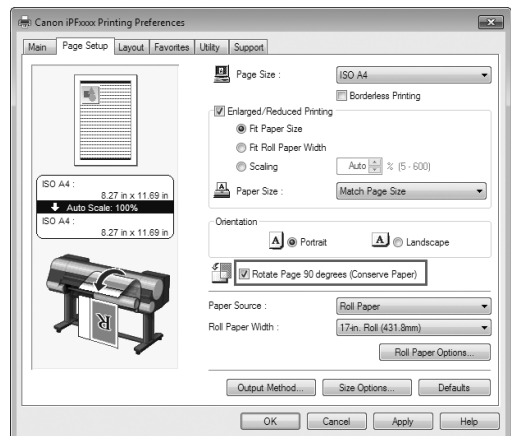 Canon iPFxxxx Printing Preferences
Main Page Setup Layout Favorites Utility Support
Page Size : ISO A4
Borderless Printing
Enlarged/Reduced Printing
Fit Paper Size
Fit Roll Paper Width
Scaling Auto % (5 - 600)
Paper Size : Match Page Size
ISO A4 :
8.27 in x 11.69 in
Auto Scale: 100%
ISO A4 :
8.27 in x 11.69 in
Orientation
A Portrait A Landscape
Rotate Page 90 degrees (Conserve Paper)
R
Paper Source : Roll Paper
Roll Paper Width : 17-in. Roll (431.8mm)
Roll Paper Options...
Output Method... Size Options... Defaults
OK Cancel Apply Help